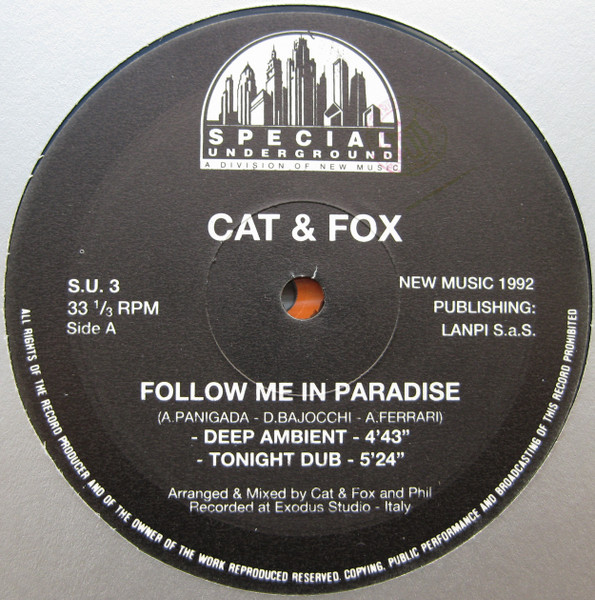 SPECIAL
UNDERGROUND
A DIVISION OF NEW MUSIC
CAT & FOX
S.U. 3
33 1/3 RPM
Side A
NEW MUSIC 1992
PUBLISHING:
LANPI S.a.S.
FOLLOW ME IN PARADISE
(A.PANIGADA - D.BAJOCCHI - A.FERRARI)
- DEEP AMBIENT - 4'43"
- TONIGHT DUB - 5'24"
Arranged & Mixed by Cat & Fox and Phil
Recorded at Exodus Studio - Italy
ALL RIGHTS OF THE RECORD PRODUCER AND OF THE OWNER OF THE WORK REPRODUCED RESERVED. COPYING, PUBLIC PERFORMANCE AND BROADCASTING OF THIS RECORD PROHIBITED